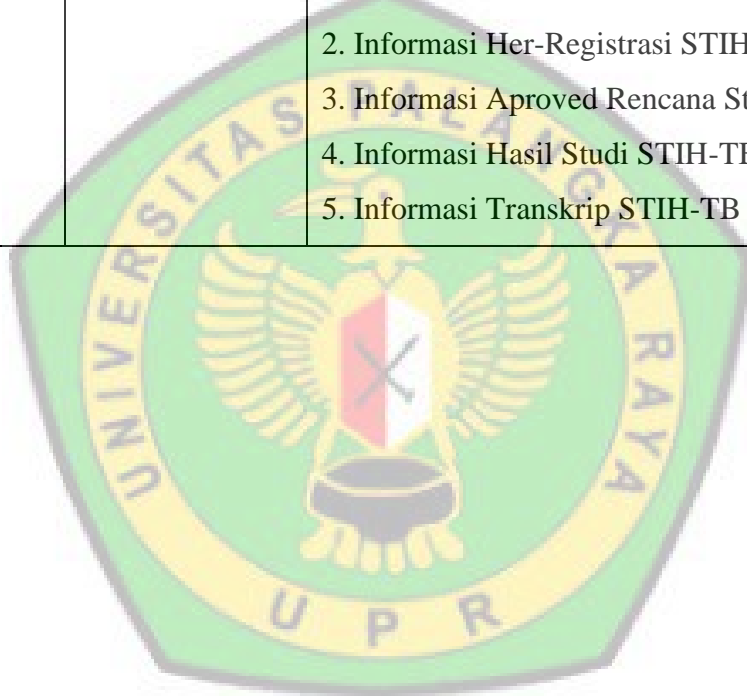 2. Informasi Her-Registrasi STIH
3. Informasi Aproved Rencana
4. Informasi Hasil Studi
5. Informasi Transkrip STIH-TB
UNIVERSITAS PALANGKA RAYA
UPR